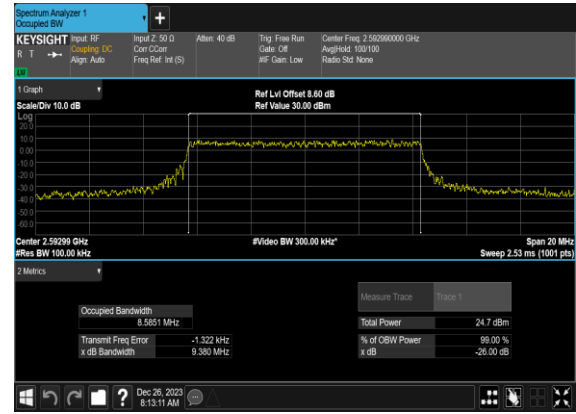 Spectrum Analyzer 1
Occupied BW
KEYSIGHT Input: RF Input Z: 50 Ω Atten: 40 dB Trig: Free Run Center Freq: 2.592990000 GHz
R T Coupling: DC Corr CCorr Gate: Off Avg|Hold: 100/100
Align: Auto Freq Ref: Int (S) #IF Gain: Low Radio Std: None
LXI
1 Graph
Ref Lvl Offset 8.60 dB
Scale/Div 10.0 dB Ref Value 30.00 dBm
Log
20.0
10.0
0.00
-10.0
-20.0
-30.0
-40.0
-50.0
-60.0
Center 2.59299 GHz #Video BW 300.00 kHz* Span 20 MHz
#Res BW 100.00 kHz Sweep 2.53 ms (1001 pts)
2 Metrics
Measure Trace Trace 1
Occupied Bandwidth
8.5851 MHz Total Power 24.7 dBm
Transmit Freq Error -1.322 kHz % of OBW Power 99.00 %
x dB Bandwidth 9.380 MHz x dB -26.00 dB
Dec 26, 2023
8:13:11 AM